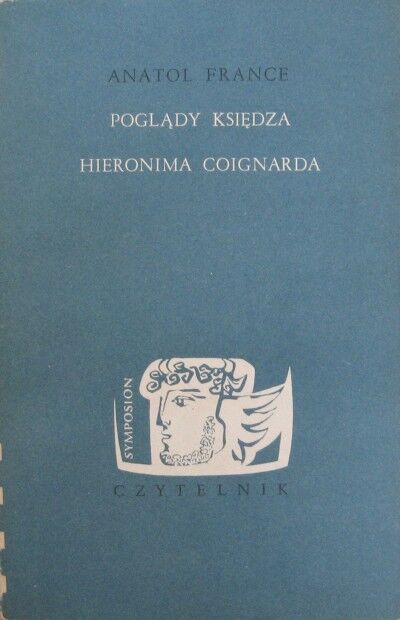 ANATOL FRANCE
POGLĄDY KSIĘDZA
HIERONIMA COIGNARDA
SYMPOSION
CZYTELNIK